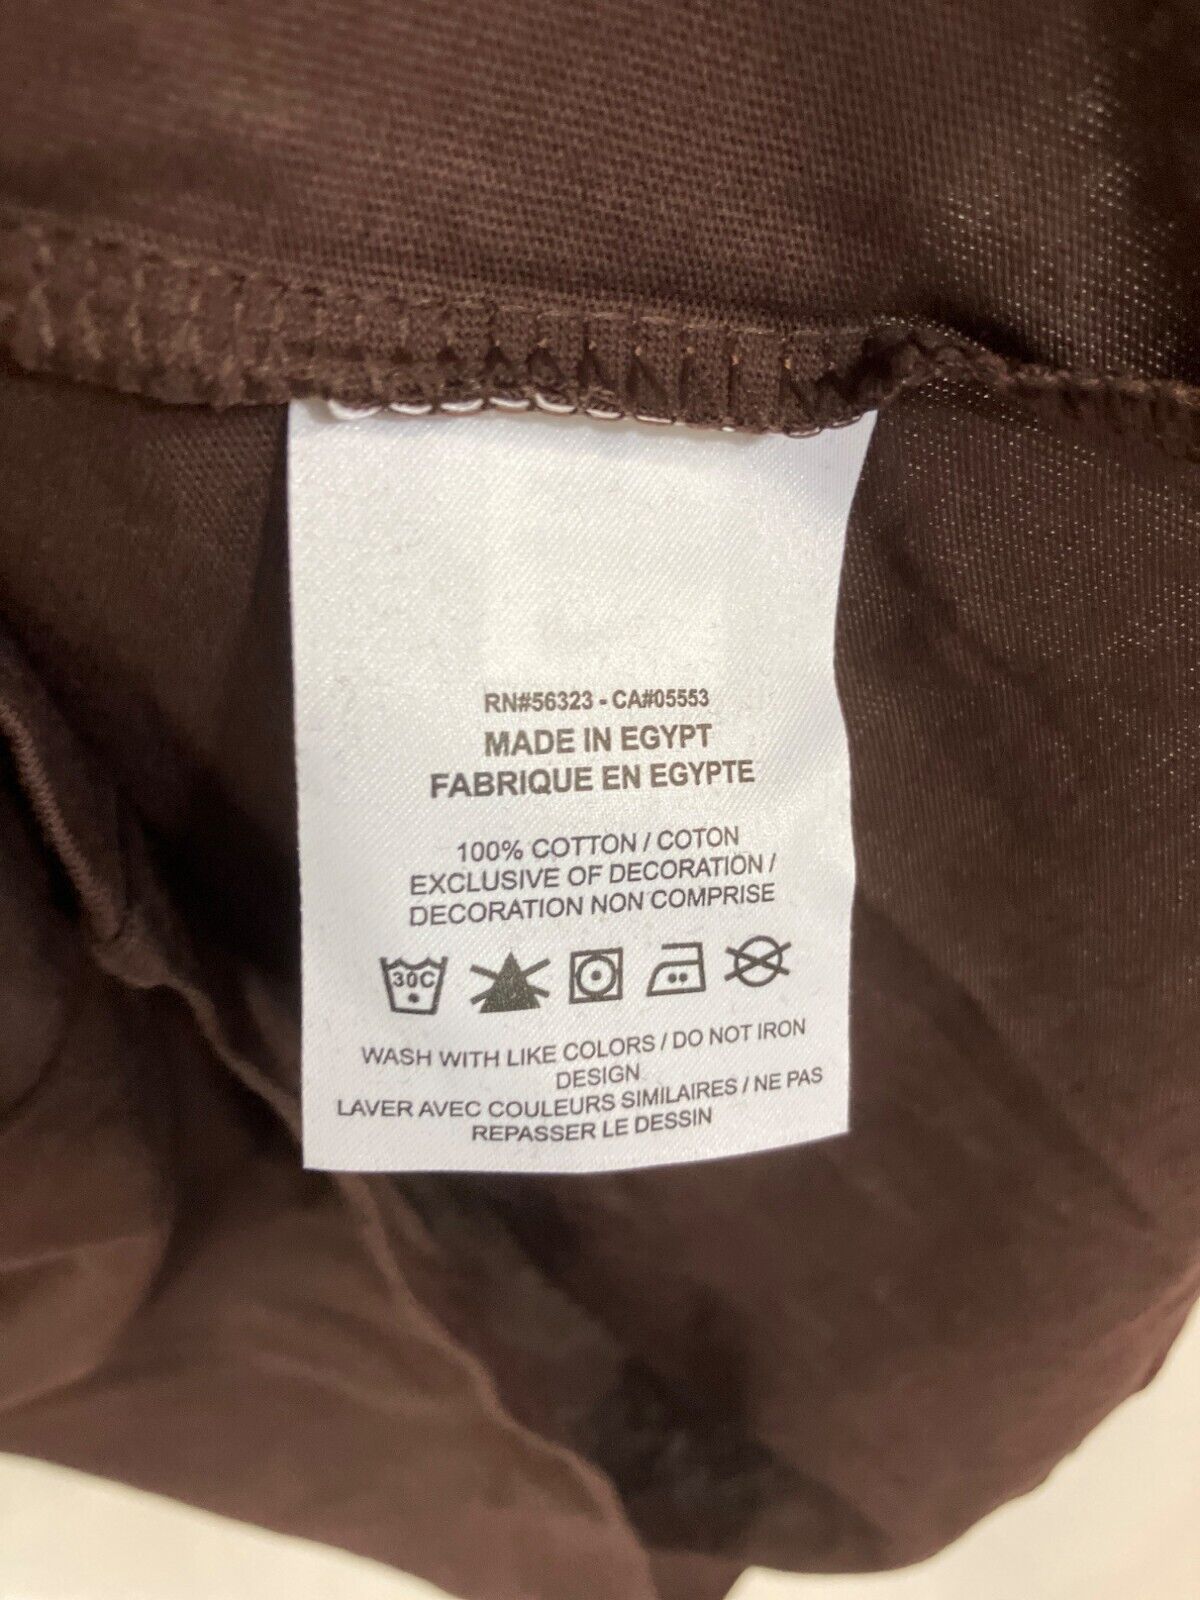 RN#56323 - CA#05553
MADE IN EGYPT
FABRIQUE EN EGYPTE
100% COTTON / COTON
EXCLUSIVE OF DECORATION /
DECORATION NON COMPRISE
30C
WASH WITH LIKE COLORS / DO NOT IRON
DESIGN
LAVER AVEC COULEURS SIMILAIRES / NE PAS
REPASSER LE DESSIN